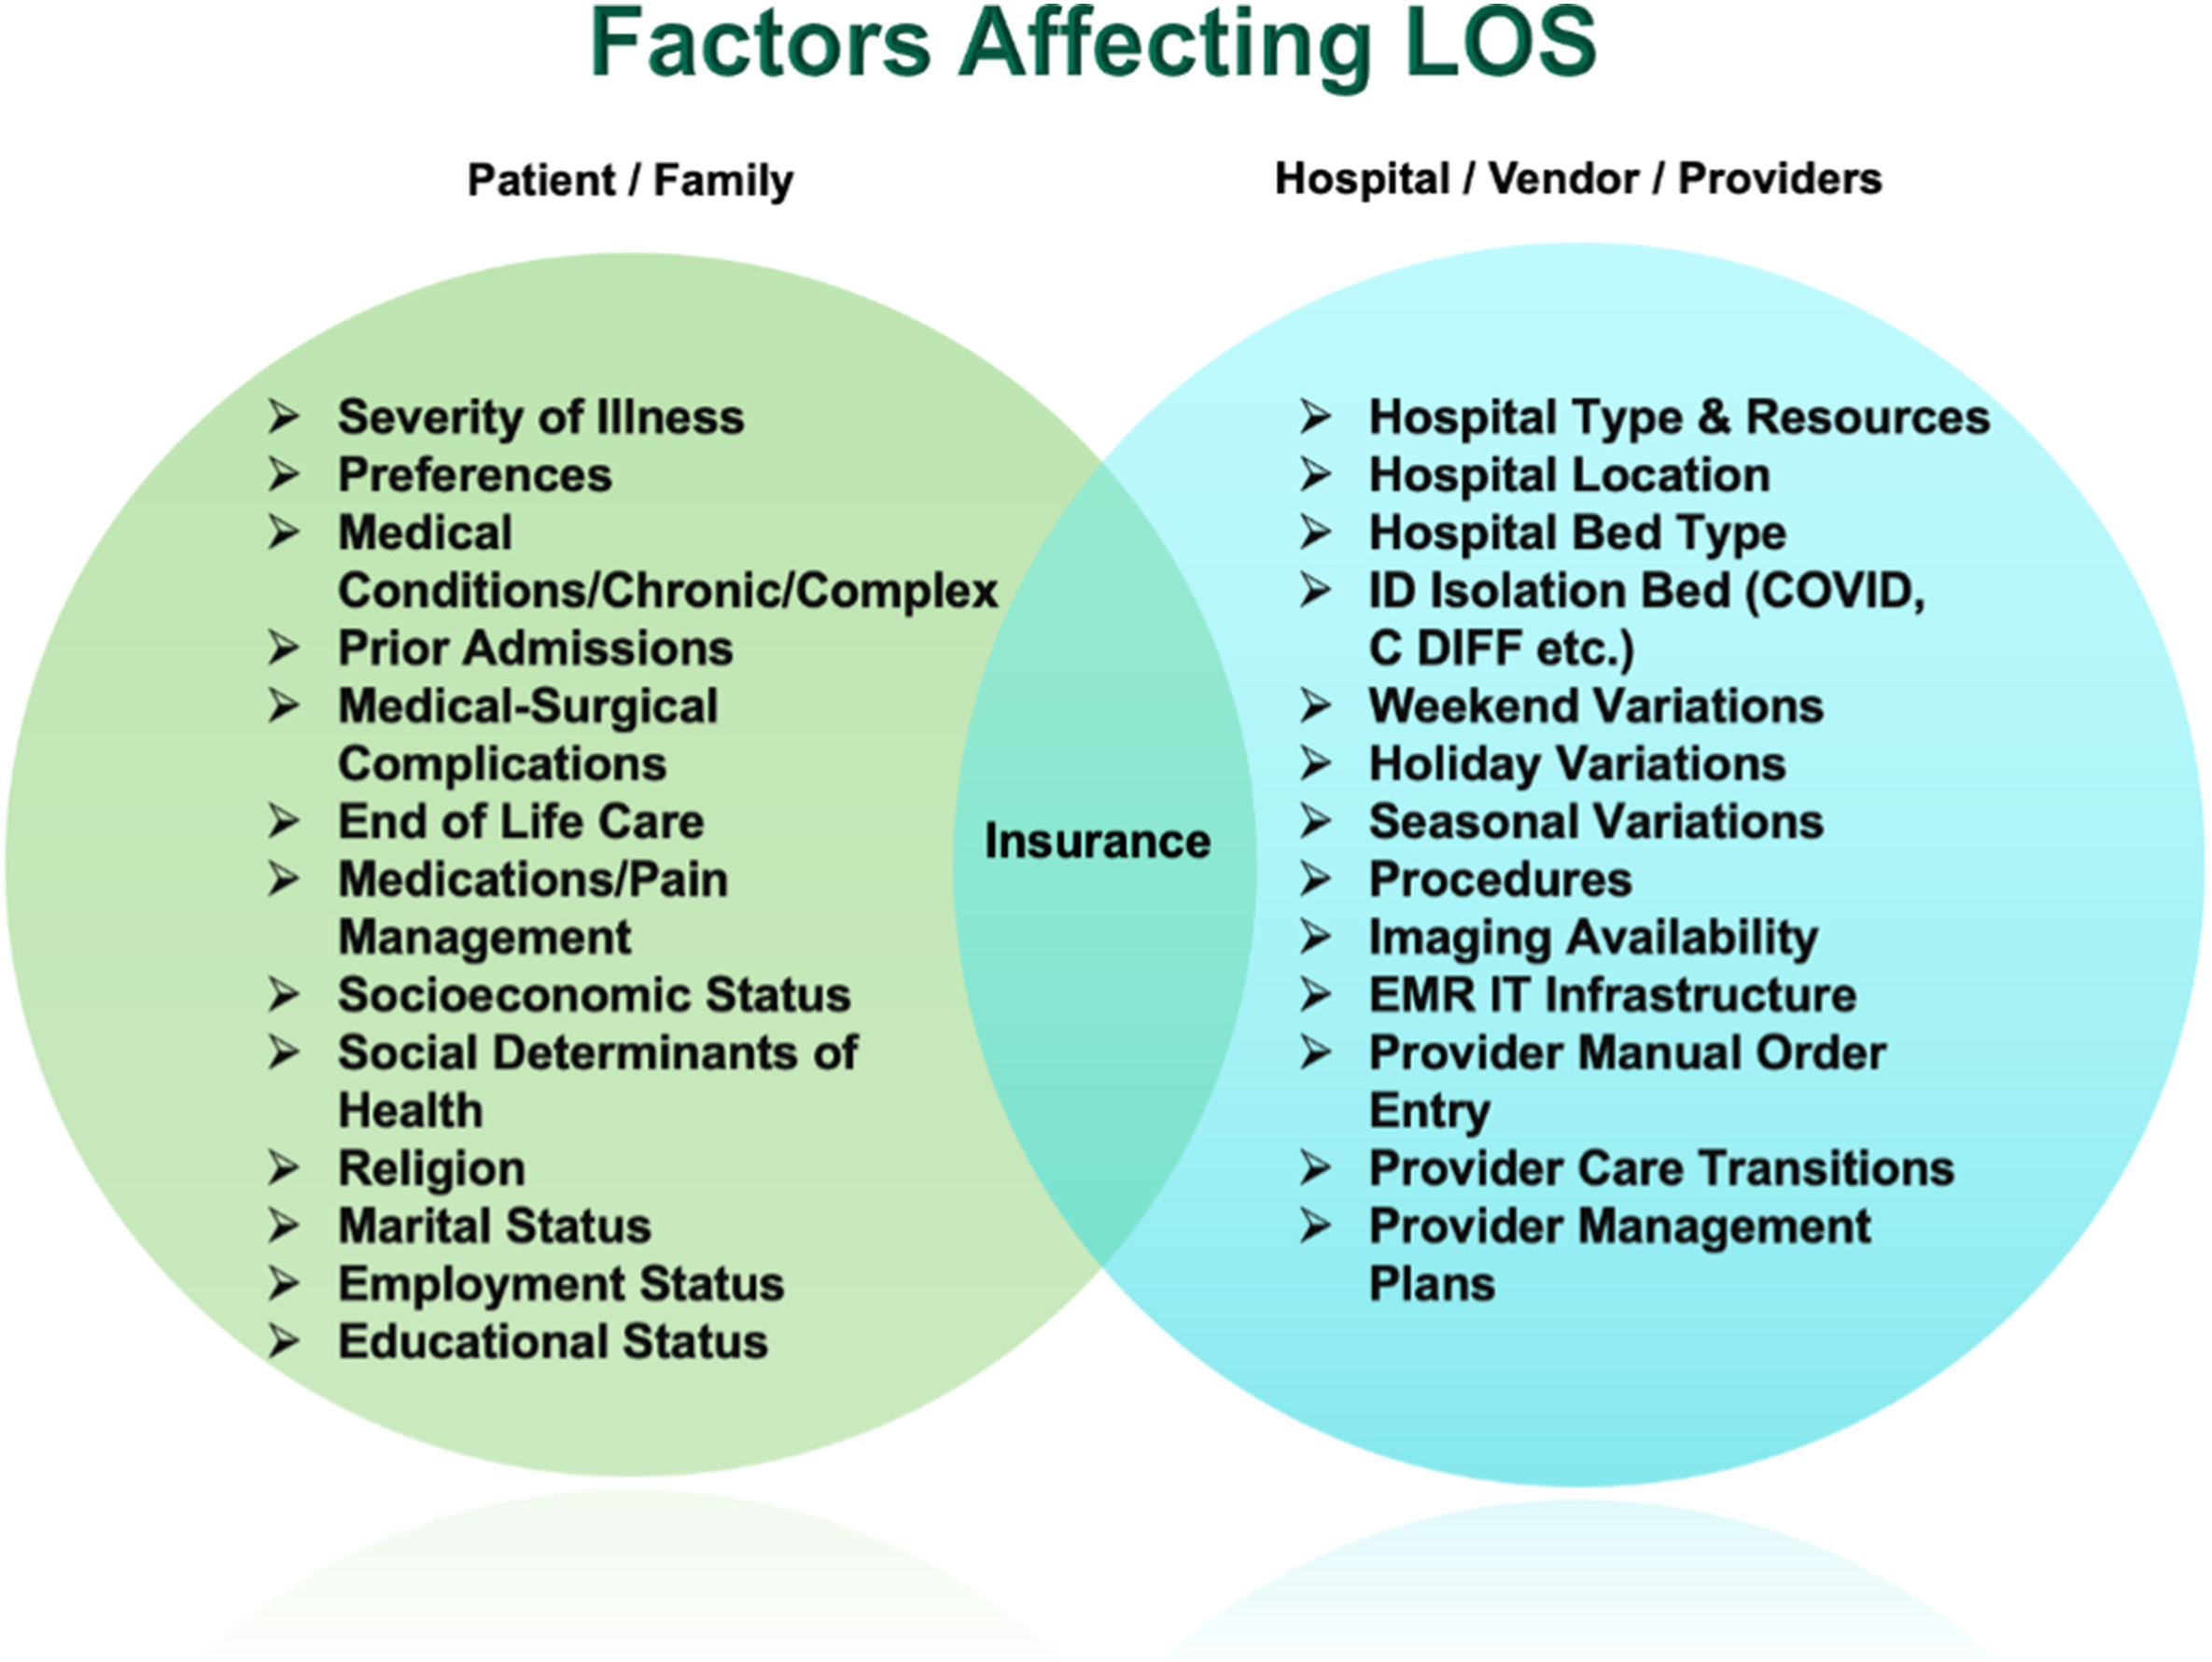 Factors Affecting LOS
Patient / Family
Severity of Illness
Preferences
Medical
Conditions/Chronic/Complex
Prior Admissions
Medical-Surgical
Complications
End of Life Care
Medications/Pain
Management
Socioeconomic Status
Social Determinants of
Health
Religion
Marital Status
Employment Status
Educational Status
Insurance
Hospital / Vendor / Providers
Hospital Type & Resources
Hospital Location
Hospital Bed Type
ID Isolation Bed (COVID,
C DIFF etc.)
Weekend Variations
Holiday Variations
Seasonal Variations
Procedures
Imaging Availability
EMR IT Infrastructure
Provider Manual Order
Entry
Provider Care Transitions
Provider Management
Plans